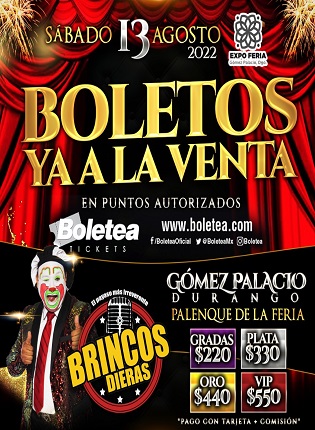 SÁBADO 13 AGOSTO
2022
EXPO FERIA
Gómez Palacio, Dgo.
BOLETOS
YA A LA VENTA
EN PUNTOS AUTORIZADOS
Boletea
TICKETS
www.boletea.com
/BoleteaOficial @BoleteaMx Boletea
El payaso más irreverente
BRINCOS
DIERAS
GÓMEZ PALACIO
DURANGO
PALENQUE DE LA FERIA
GRADAS
$220
PLATA
$330
ORO
$440
VIP
$550
*PAGO CON TARJETA + COMISIÓN*